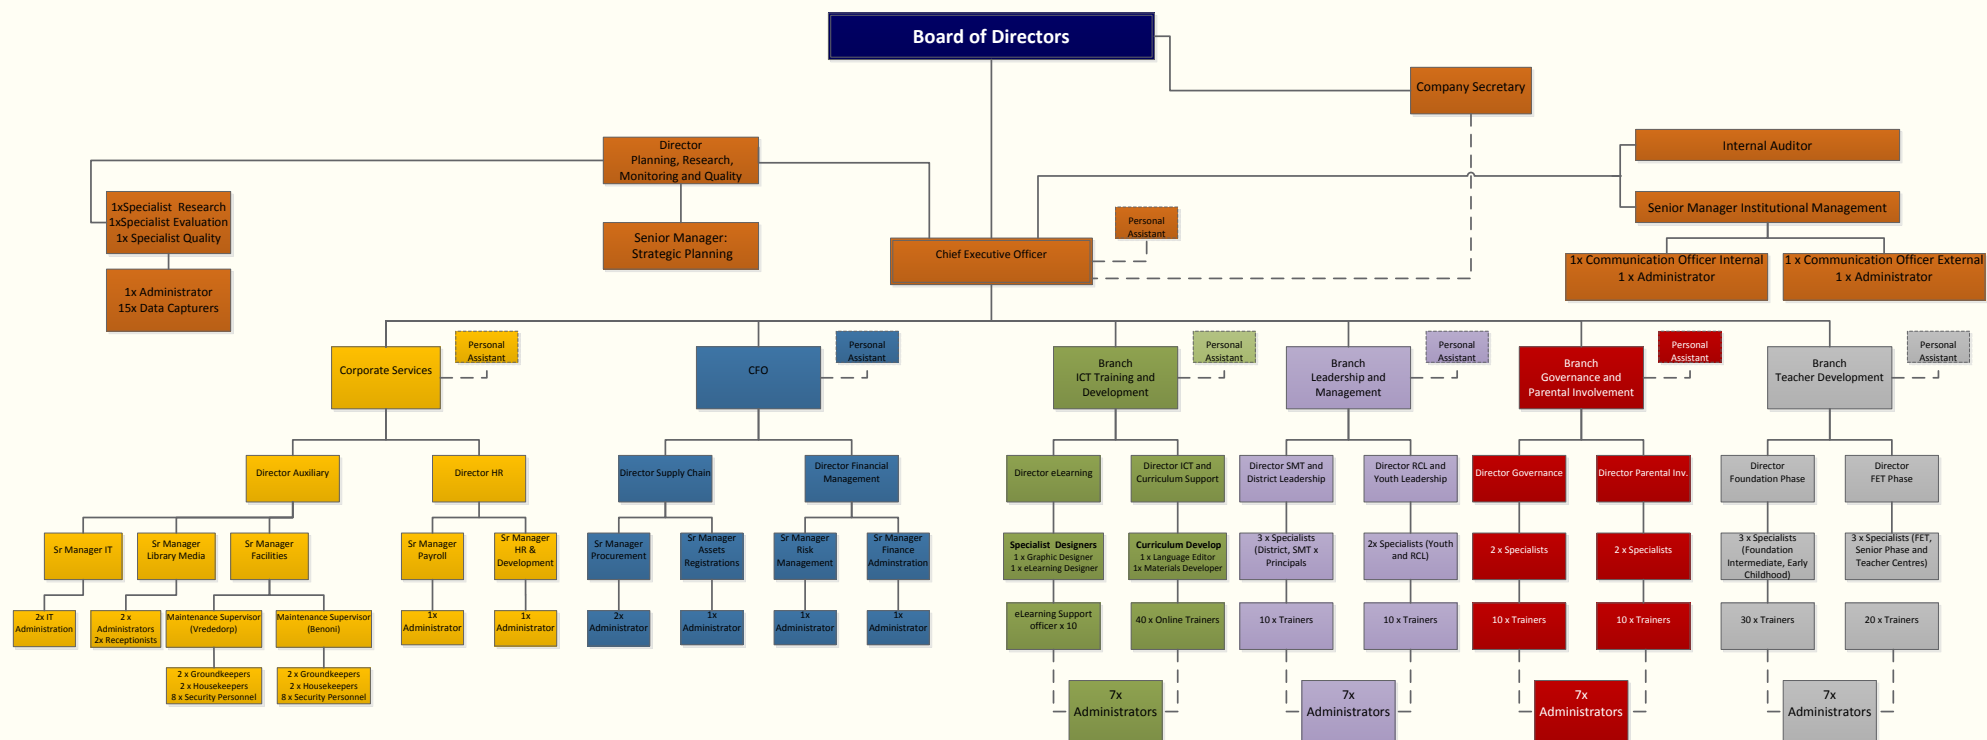 Board of Directors
Company Secretary
Director
Planning, Research,
Monitoring and Quality
Internal Auditor
1xSpecialist Research
1xSpecialist Evaluation
1x Specialist Quality
Senior Manager Institutional Management
Personal
Assistant
Senior Manager:
Strategic Planning
Chief Executive Officer
1x Communication Officer Internal
1 x Administrator
1 x Communication Officer External
1 x Administrator
1x Administrator
15x Data Capturers
Corporate Services
Personal
Assistant
CFO
Personal
Assistant
Branch
ICT Training and
Development
Personal
Assistant
Branch
Leadership and
Management
Personal
Assistant
Branch
Governance and
Parental Involvement
Personal
Assistant
Branch
Teacher Development
Personal
Assistant
Director Auxiliary
Director HR
Director Supply Chain
Director Financial
Management
Director eLearning
Director ICT and
Curriculum Support
Director SMT and
District Leadership
Director RCL and
Youth Leadership
Director Governance
Director Parental Inv.
Director
Foundation Phase
Director
FET Phase
Sr Manager IT
Sr Manager
Library Media
Sr Manager
Facilities
Sr Manager
Payroll
Sr Manager
HR &
Development
Sr Manager
Procurement
Sr Manager
Assets
Registrations
Sr Manager
Risk
Management
Sr Manager
Finance
Adminstration
Specialist Designers
1 x Graphic Designer
1 x eLearning Designer
Curriculum Develop
1 x Language Editor
1x Materials Developer
3 x Specialists
(District, SMT x
Principals
2x Specialists (Youth
and RCL)
2 x Specialists
2 x Specialists
3 x Specialists
(Foundation
Intermediate, Early
Childhood)
3 x Specialists (FET,
Senior Phase and
Teacher Centres)
2x IT
Administration
2 x
Administrators
2x Receptionists
Maintenance Supervisor
(Vrededorp)
Maintenance Supervisor
(Benoni)
1x
Administrator
1x
Administrator
2x
Administrator
1x
Administrator
1x
Administrator
1x
Administrator
eLearning Support
officer x 10
40 x Online Trainers
10 x Trainers
10 x Trainers
10 x Trainers
10 x Trainers
30 x Trainers
20 x Trainers
2 x Groundkeepers
2 x Housekeepers
8 x Security Personnel
2 x Groundkeepers
2 x Housekeepers
8 x Security Personnel
7x
Administrators
7x
Administrators
7x
Administrators
7x
Administrators